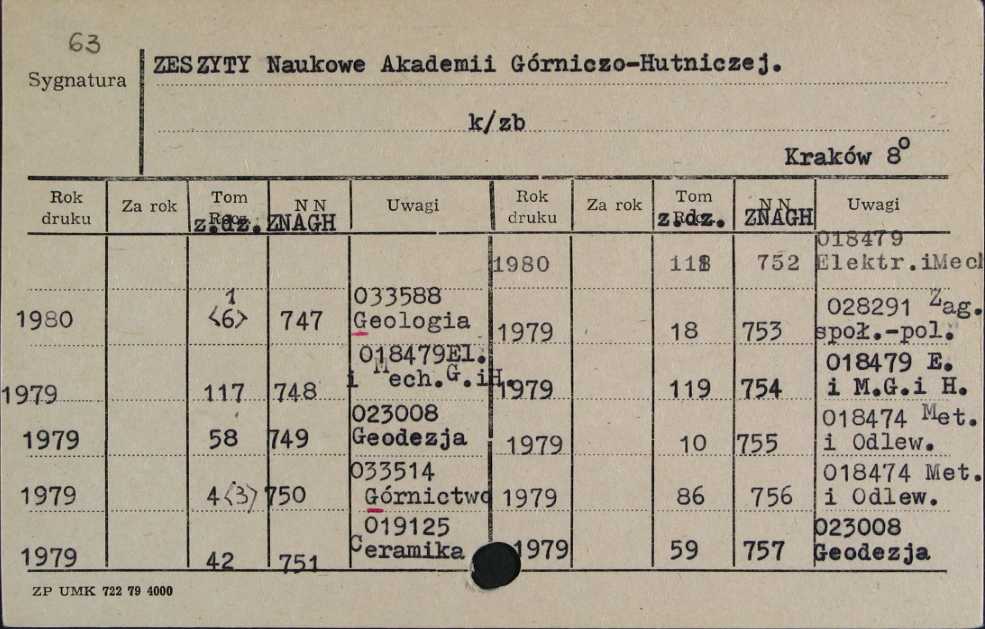 63
Sygnatura
ZESZYTY Naukowe Akademii Górniczo-Hutniczej.
k/zb
Kraków 8°
Rok druku Za rok Tom z.dz. NN ZNAGH Uwagi
1980 1 <6> 747 033588
Geologia
1979 117 748 018479El.
i Mech.G.iH.
1979 58 749 023008
Geodezja
1979 4<3> 750 033514
Górnictwo
1979 42 751 019125
Ceramika
Rok druku Za rok Tom z.dz. NN ZNAGH Uwagi
1980 118 752 018479
Elektr.iMech
1979 18 753 028291 Zag.
społ.-pol.
1979 119 754 018479 E.
i M.G.i H.
1979 10 755 018474 Met.
i Odlew.
1979 86 756 018474 Met.
i Odlew.
1979 59 757 023008
Geodezja
ZP UMK 722 79 4000